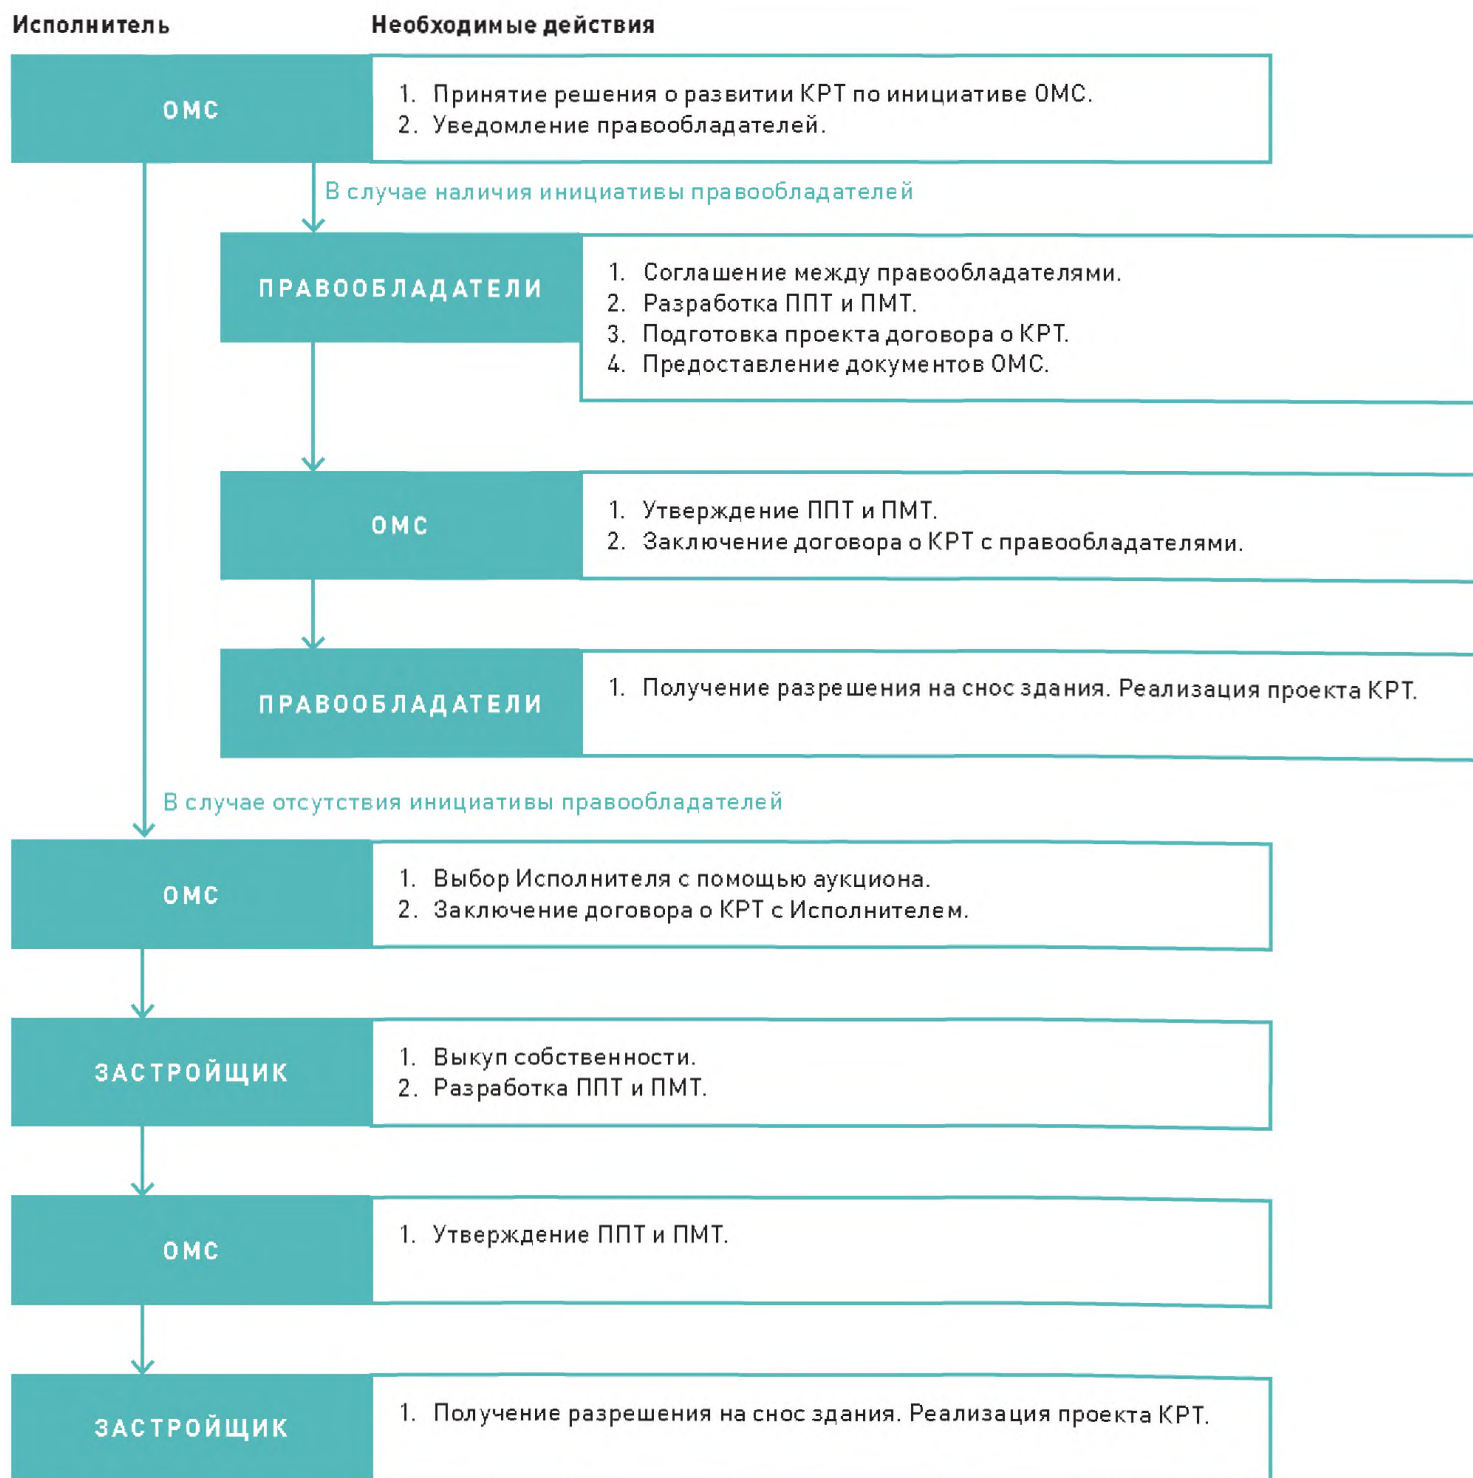 Исполнитель
Необходимые действия
ОМС
1. Принятие решения о развитии КРТ по инициативе ОМС.
2. Уведомление правообладателей.
В случае наличия инициативы правообладателей
ПРАВООБЛАДАТЕЛИ
1. Соглашение между правообладателями.
2. Разработка ППТ и ПМТ.
3. Подготовка проекта договора о КРТ.
4. Предоставление документов ОМС.
ОМС
1. Утверждение ППТ и ПМТ.
2. Заключение договора о КРТ с правообладателями.
ПРАВООБЛАДАТЕЛИ
1. Получение разрешения на снос здания. Реализация проекта КРТ.
В случае отсутствия инициативы правообладателей
ОМС
1. Выбор Исполнителя с помощью аукциона.
2. Заключение договора о КРТ с Исполнителем.
ЗАСТРОЙЩИК
1. Выкуп собственности.
2. Разработка ППТ и ПМТ.
ОМС
1. Утверждение ППТ и ПМТ.
ЗАСТРОЙЩИК
1. Получение разрешения на снос здания. Реализация проекта КРТ.